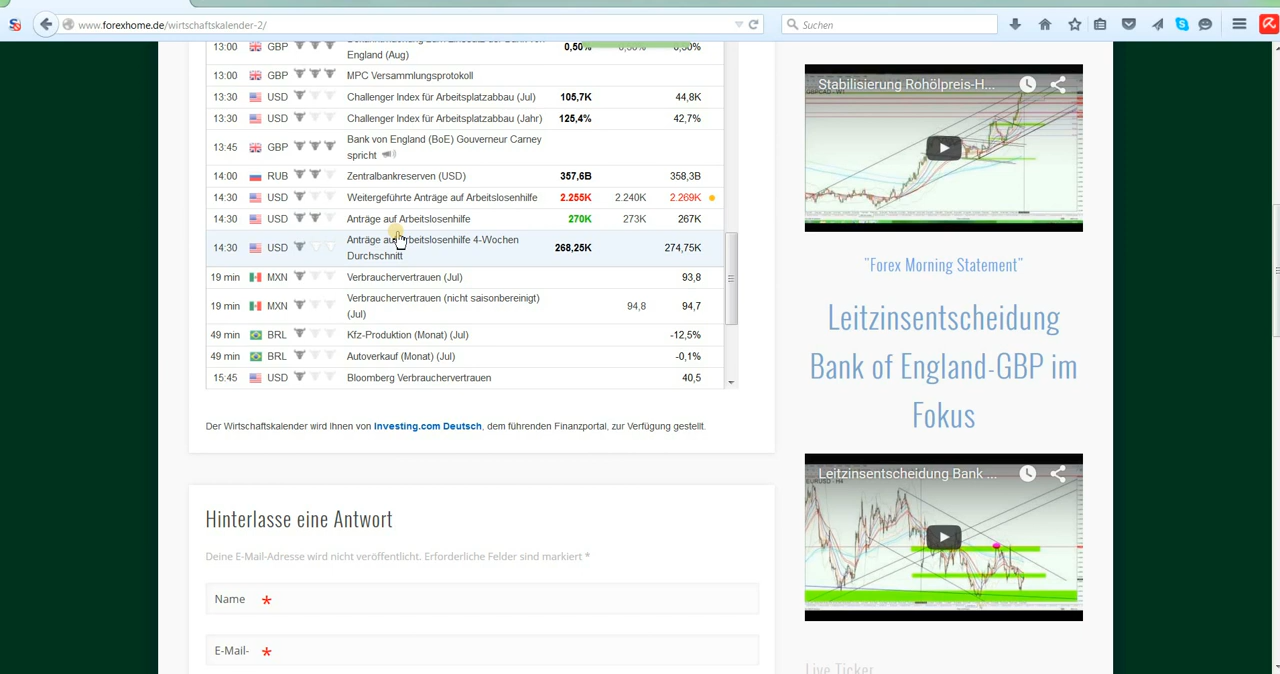 www.forexhome.de/wirtschaftskalender-2/
Suchen
13:00 GBP England (Aug) 0,50% 0,50% 0,50%
13:00 GBP MPC Versammlungsprotokoll
13:30 USD Challenger Index für Arbeitsplatzabbau (Jul) 105,7K 44,8K
13:30 USD Challenger Index für Arbeitsplatzabbau (Jahr) 125,4% 42,7%
13:45 GBP Bank von England (BoE) Gouverneur Carney
spricht
14:00 RUB Zentralbankreserven (USD) 357,6B 358,3B
14:30 USD Weitergeführte Anträge auf Arbeitslosenhilfe 2.255K 2.240K 2.269K
14:30 USD Anträge auf Arbeitslosenhilfe 270K 273K 267K
14:30 USD Anträge auf Arbeitslosenhilfe 4-Wochen
Durchschnitt 268,25K 274,75K
19 min MXN Verbrauchervertrauen (Jul) 93,8
19 min MXN Verbrauchervertrauen (nicht saisonbereinigt)
(Jul) 94,8 94,7
49 min BRL Kfz-Produktion (Monat) (Jul) -12,5%
49 min BRL Autoverkauf (Monat) (Jul) -0,1%
15:45 USD Bloomberg Verbrauchervertrauen 40,5
Der Wirtschaftskalender wird Ihnen von Investing.com Deutsch, dem führenden Finanzportal, zur Verfügung gestellt.
Hinterlasse eine Antwort
Deine E-Mail-Adresse wird nicht veröffentlicht. Erforderliche Felder sind markiert *
Name *
E-Mail- *
Stabilisierung Rohölpreis-H...
"Forex Morning Statement"
Leitzinsentscheidung
Bank of England-GBP im
Fokus
Leitzinsentscheidung Bank ...
EURUSD - H4
Live Ticker